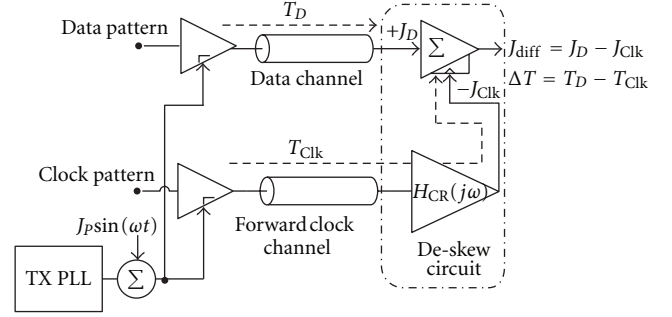 T_D
Data pattern
+J_D
Σ
J_diff = J_D − J_Clk
Data channel
ΔT = T_D − T_Clk
−J_Clk
T_Clk
Clock pattern
H_CR(jω)
J_P sin(ωt)
Forward clock
channel
De-skew
circuit
TX PLL
Σ